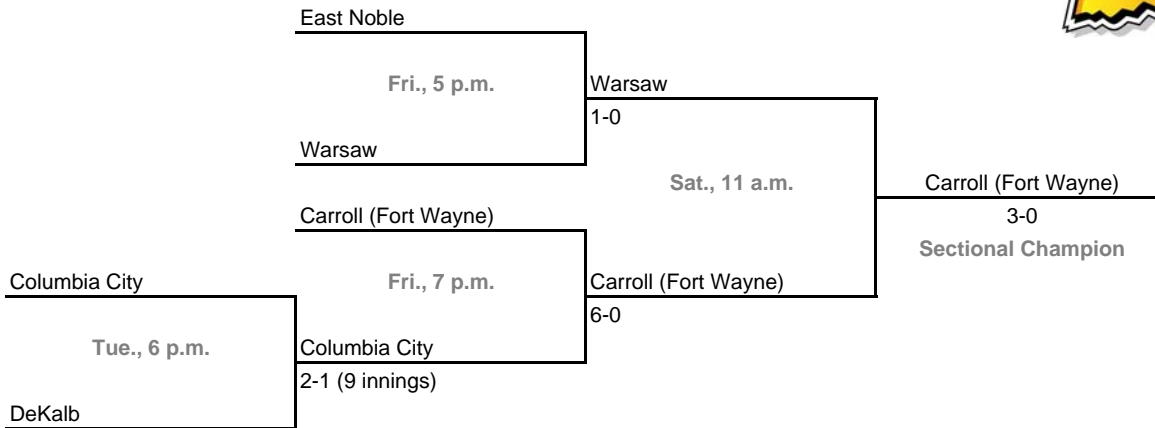 East Noble
Fri., 5 p.m.
Warsaw
1-0
Warsaw
Sat., 11 a.m.
Carroll (Fort Wayne)
3-0
Sectional Champion
Carroll (Fort Wayne)
Columbia City
Fri., 7 p.m.
Carroll (Fort Wayne)
6-0
Tue., 6 p.m.
Columbia City
2-1 (9 innings)
DeKalb